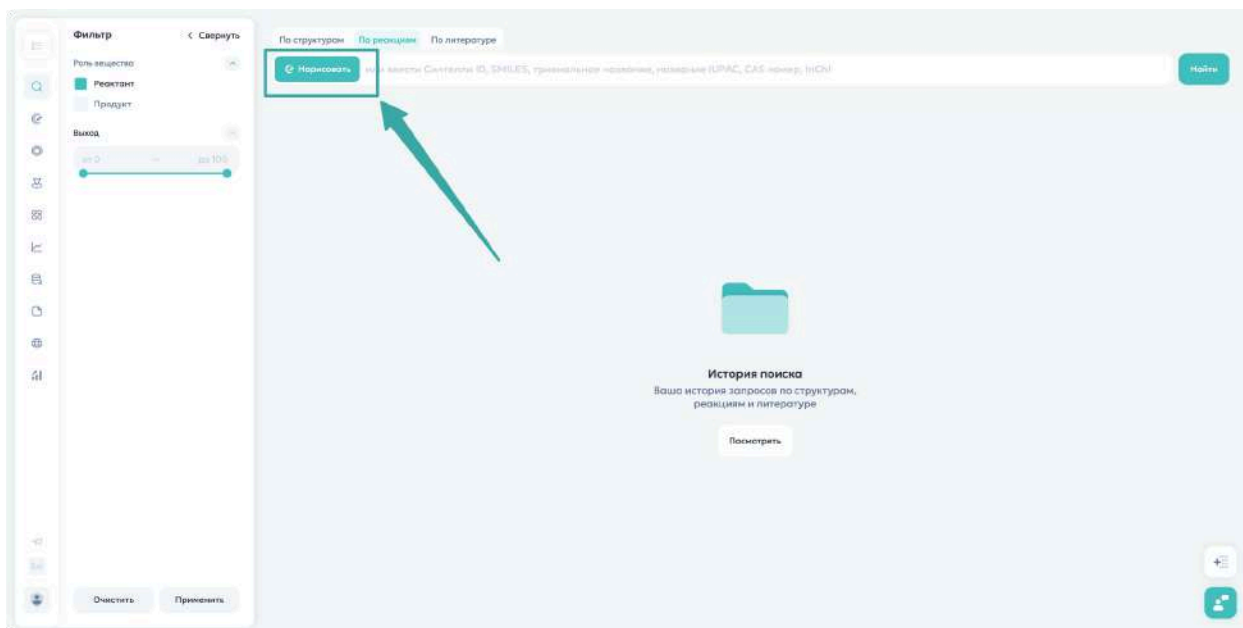 Фильтр
< Свернуть
Роль вещества
Реактант
Продукт
Выход
от 0 — до 100
Очистить
Применить
По структурам По реакциям По литературе
Нарисовать
или ввести Синтелли ID, SMILES, тривиальное название, название IUPAC, CAS номер, InChI
Найти
История поиска
Ваша история запросов по структурам,
реакциям и литературе
Посмотреть